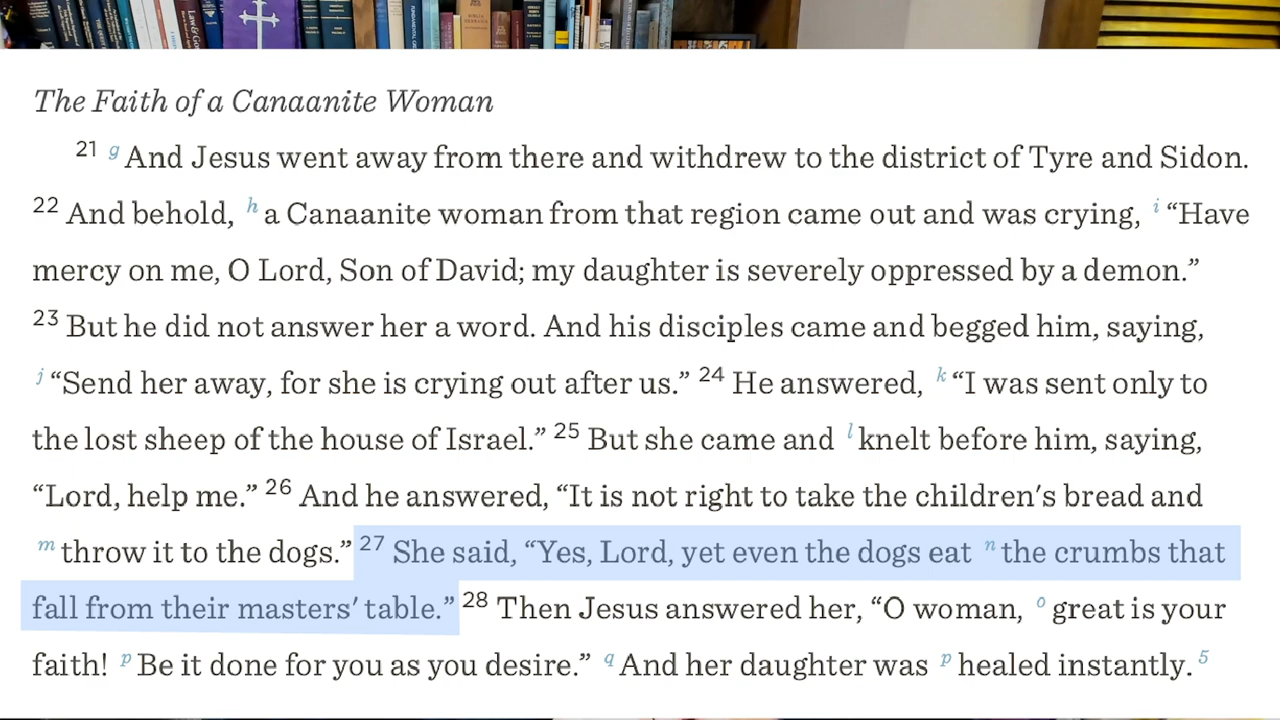 The Faith of a Canaanite Woman
21 g And Jesus went away from there and withdrew to the district of Tyre and Sidon.
22 And behold, h a Canaanite woman from that region came out and was crying, i “Have
mercy on me, O Lord, Son of David; my daughter is severely oppressed by a demon.”
23 But he did not answer her a word. And his disciples came and begged him, saying,
j “Send her away, for she is crying out after us.” 24 He answered, k “I was sent only to
the lost sheep of the house of Israel.” 25 But she came and l knelt before him, saying,
“Lord, help me.” 26 And he answered, “It is not right to take the children's bread and
m throw it to the dogs.” 27 She said, “Yes, Lord, yet even the dogs eat n the crumbs that
fall from their masters' table.” 28 Then Jesus answered her, “O woman, o great is your
faith! p Be it done for you as you desire.” q And her daughter was p healed instantly. 5